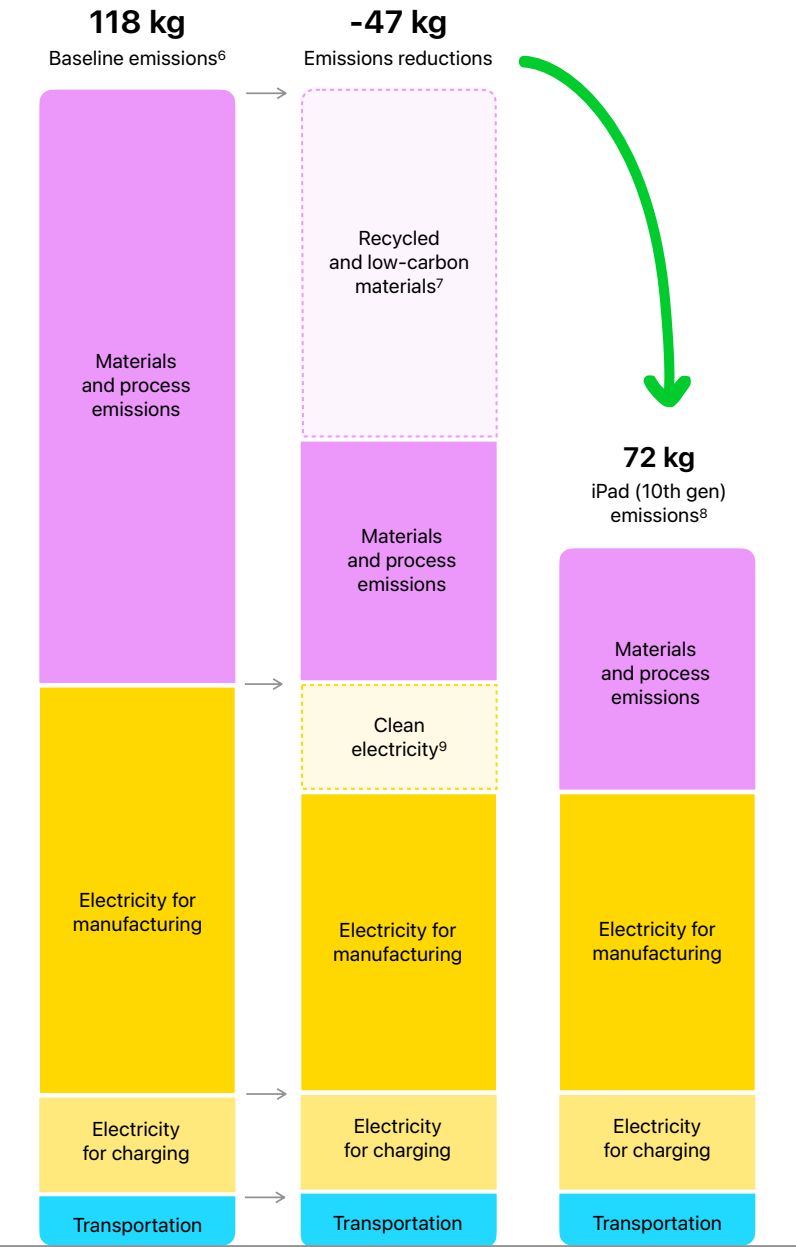 118 kg
Baseline emissions⁶
Materials
and process
emissions
Electricity for
manufacturing
Electricity
for charging
Transportation
-47 kg
Emissions reductions
Recycled
and low-carbon
materials⁷
Materials
and process
emissions
Clean
electricity⁹
Electricity for
manufacturing
Electricity
for charging
Transportation
72 kg
iPad (10th gen)
emissions⁸
Materials
and process
emissions
Electricity for
manufacturing
Electricity
for charging
Transportation